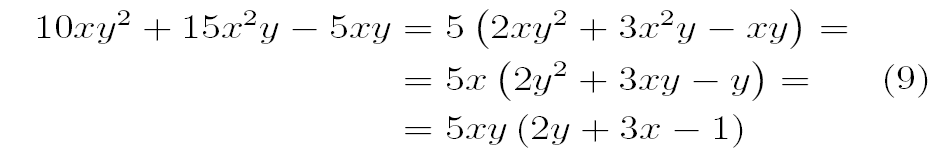 10xy² + 15x²y − 5xy = 5 (2xy² + 3x²y − xy) =
= 5x (2y² + 3xy − y) = (9)
= 5xy (2y + 3x − 1)